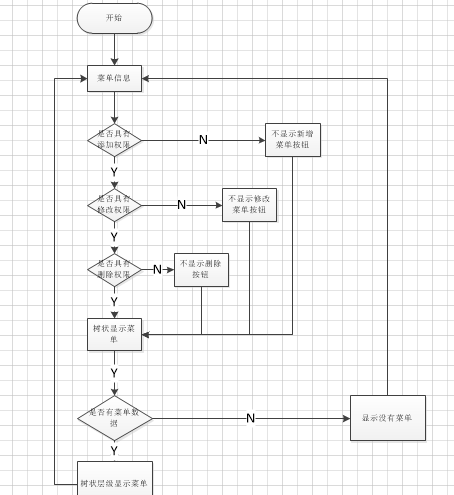 开始
菜单信息
是否具有
添加权限
N
不显示新增
菜单按钮
Y
是否具有
修改权限
N
不显示修改
菜单按钮
Y
是否具有
删除权限
N
不显示删除
按钮
Y
树状显示菜
单
Y
是否有菜单数
据
N
显示没有菜单
Y
树状层级显示菜单